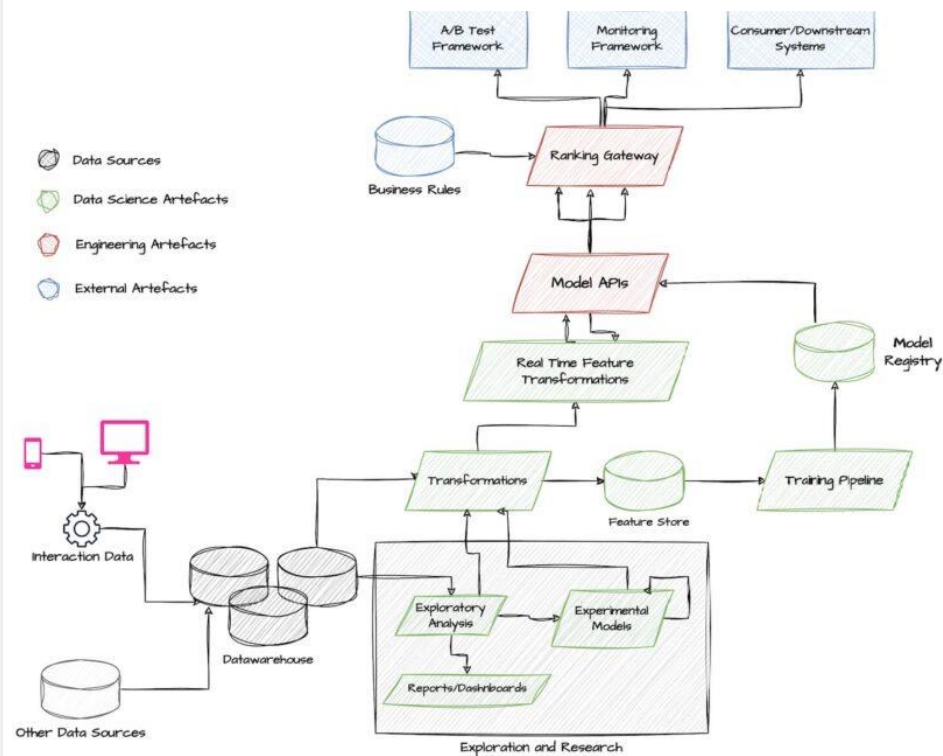 A/B Test
Framework
Monitoring
Framework
Consumer/Downstream
Systems
Data Sources
Data Science Artefacts
Engineering Artefacts
External Artefacts
Business Rules
Ranking Gateway
Model APIs
Real Time Feature
Transformations
Model
Registry
Transformations
Feature Store
Training Pipeline
Interaction Data
Datawarehouse
Other Data Sources
Exploratory
Analysis
Experimental
Models
Reports/Dashnboards
Exploration and Research